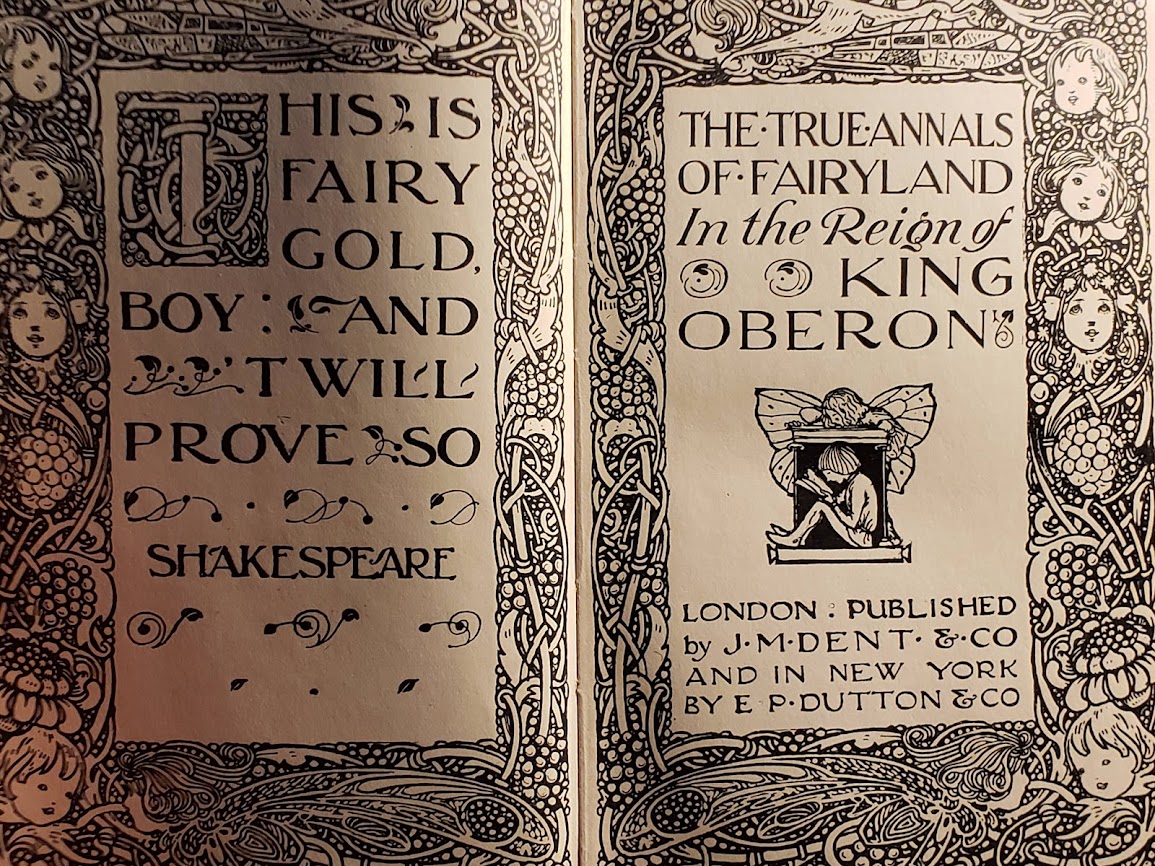 THIS IS
FAIRY
GOLD,
BOY: AND
'T WILL
PROVE SO
SHAKESPEARE
THE·TRUE·ANNALS
OF·FAIRYLAND
In the Reign of
KING
OBERON
LONDON : PUBLISHED
by J·M·DENT·&·CO
AND IN NEW YORK
BY E P·DUTTON & CO